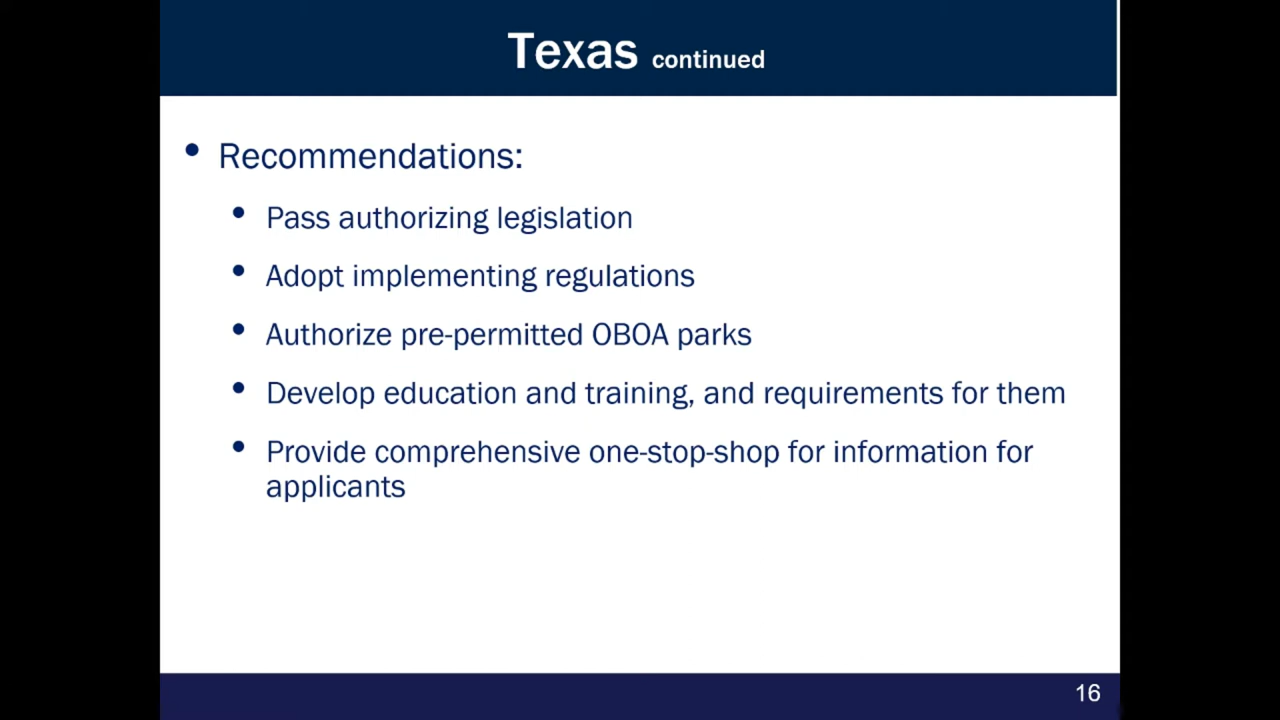 Texas continued
• Recommendations:
• Pass authorizing legislation
• Adopt implementing regulations
• Authorize pre-permitted OBOA parks
• Develop education and training, and requirements for them
• Provide comprehensive one-stop-shop for information for
applicants
16